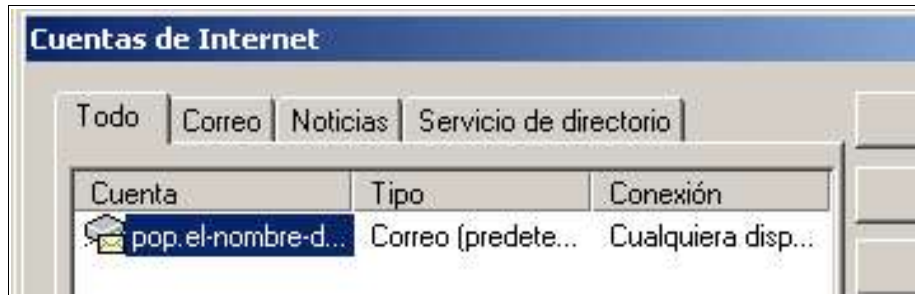 Cuentas de Internet
Todo Correo Noticias Servicio de directorio
Cuenta Tipo Conexión
pop.el-nombre-d... Correo (predete... Cualquiera disp...